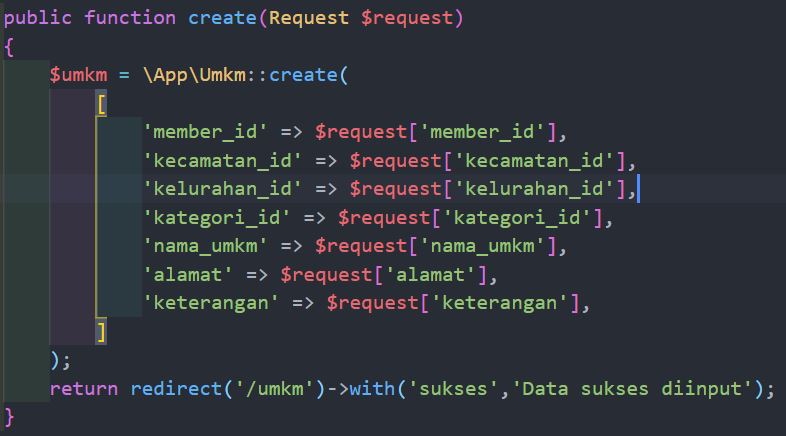 public function create(Request $request)
{
    $umkm = \App\Umkm::create(
        [
            'member_id' => $request['member_id'],
            'kecamatan_id' => $request['kecamatan_id'],
            'kelurahan_id' => $request['kelurahan_id'],
            'kategori_id' => $request['kategori_id'],
            'nama_umkm' => $request['nama_umkm'],
            'alamat' => $request['alamat'],
            'keterangan' => $request['keterangan'],
        ]
    );
    return redirect('/umkm')->with('sukses','Data sukses diinput');
}